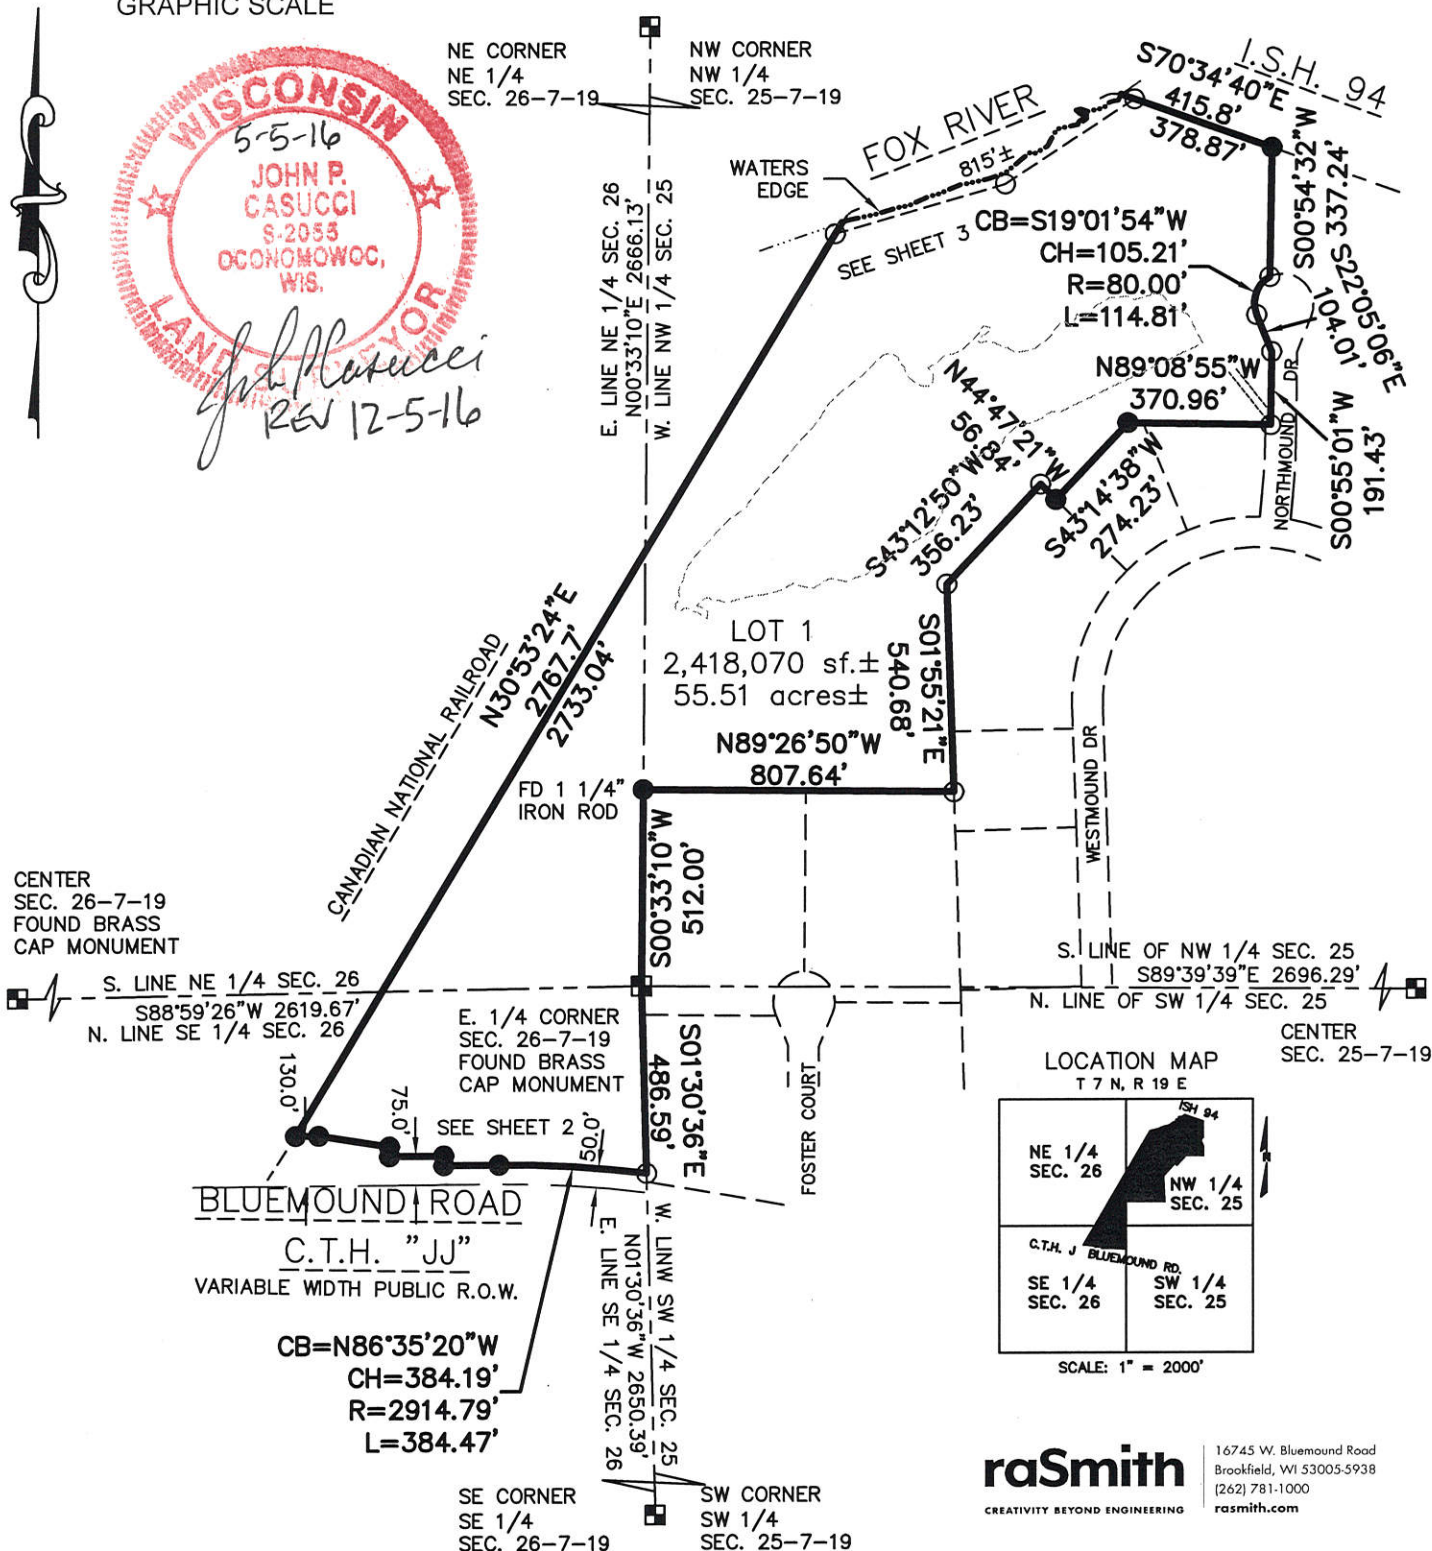 GRAPHIC SCALE
WISCONSIN
5-5-16
JOHN P.
CASUCCI
S-2055
OCONOMOWOC,
WIS.
LAND SURVEYOR
REV 12-5-16
NE CORNER
NE 1/4
SEC. 26-7-19
NW CORNER
NW 1/4
SEC. 25-7-19
I.S.H. 94
S70°34'40"E
415.8'
378.87'
FOX RIVER
815'±
WATERS
EDGE
SEE SHEET 3
S00°54'32"W
337.24'
CB=S19°01'54"W
CH=105.21'
R=80.00'
L=114.81'
S22°05'06"E
104.01'
N89°08'55"W
370.96'
S00°55'01"W
191.43'
NORTHMOUND DR
N44°47'21"W
56.84'
S43°14'38"W
274.23'
S43°12'50"W
356.23'
E. LINE NE 1/4 SEC. 26
N00°33'10"E 2666.13'
W. LINE NW 1/4 SEC. 25
N30°53'24"E
2767.7'
2733.04'
CANADIAN NATIONAL RAILROAD
LOT 1
2,418,070 sf.±
55.51 acres±
S01°55'21"E
540.68'
N89°26'50"W
807.64'
FD 1 1/4"
IRON ROD
S00°33'10"W
512.00'
WESTMOUND DR
CENTER
SEC. 26-7-19
FOUND BRASS
CAP MONUMENT
S. LINE NE 1/4 SEC. 26
S88°59'26"W 2619.67'
N. LINE SE 1/4 SEC. 26
S. LINE OF NW 1/4 SEC. 25
S89°39'39"E 2696.29'
N. LINE OF SW 1/4 SEC. 25
CENTER
SEC. 25-7-19
E. 1/4 CORNER
SEC. 26-7-19
FOUND BRASS
CAP MONUMENT
S01°30'36"E
486.59'
FOSTER COURT
130.0'
75.0'
SEE SHEET 2
50.0'
BLUEMOUND ROAD
C.T.H. "JJ"
VARIABLE WIDTH PUBLIC R.O.W.
CB=N86°35'20"W
CH=384.19'
R=2914.79'
L=384.47'
E. LINE SE 1/4 SEC. 26
N01°30'36"W 2650.39'
W. LINW SW 1/4 SEC. 25
SE CORNER
SE 1/4
SEC. 26-7-19
SW CORNER
SW 1/4
SEC. 25-7-19
LOCATION MAP
T 7 N, R 19 E
ISH 94
NE 1/4
SEC. 26
NW 1/4
SEC. 25
C.T.H. J BLUEMOUND RD.
SE 1/4
SEC. 26
SW 1/4
SEC. 25
N
SCALE: 1" = 2000'
raSmith
CREATIVITY BEYOND ENGINEERING
16745 W. Bluemound Road
Brookfield, WI 53005-5938
(262) 781-1000
rasmith.com